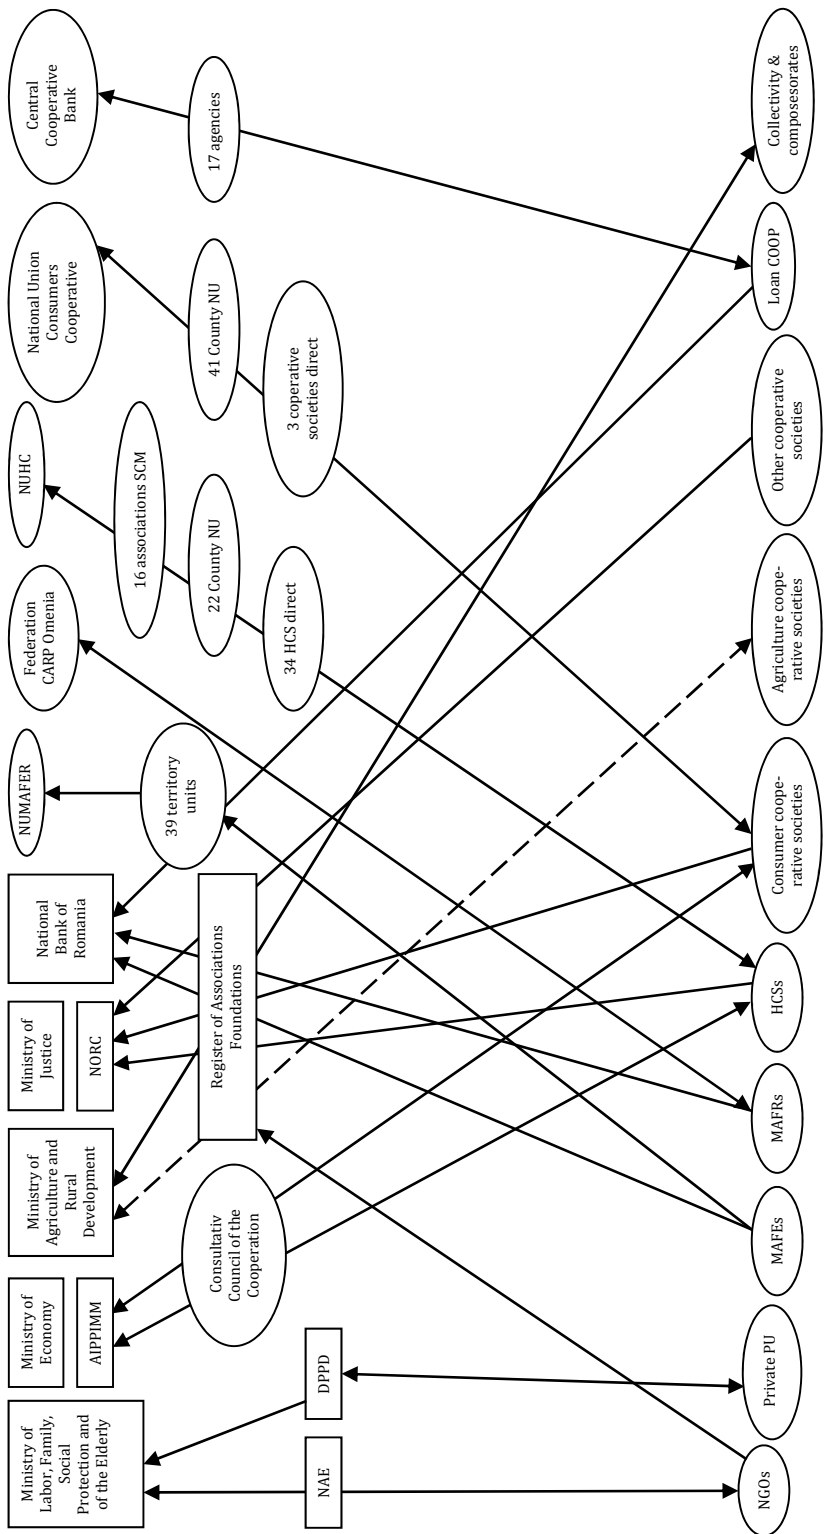 Ministry of
Labor, Family,
Social
Protection and
of the Elderly
Ministry of
Economy
AIPPIMM
Ministry of
Agriculture and
Rural
Development
Ministry of
Justice
NORC
National
Bank of
Romania
NUMAFER
Federation
CARP Omenia
NUHC
National Union
Consumers
Cooperative
Central
Cooperative
Bank
Consultativ
Council of the
Cooperation
Register of Associations
Foundations
39 territory
units
16 associations SCM
22 County NU
34 HCS direct
41 County NU
3 coperative
societies direct
17 agencies
NAE
DPPD
NGOs
Private PU
MAFEs
MAFRs
HCSs
Consumer coope-
rative societies
Agriculture coope-
rative societies
Other cooperative
societies
Loan COOP
Collectivity &
composesorates